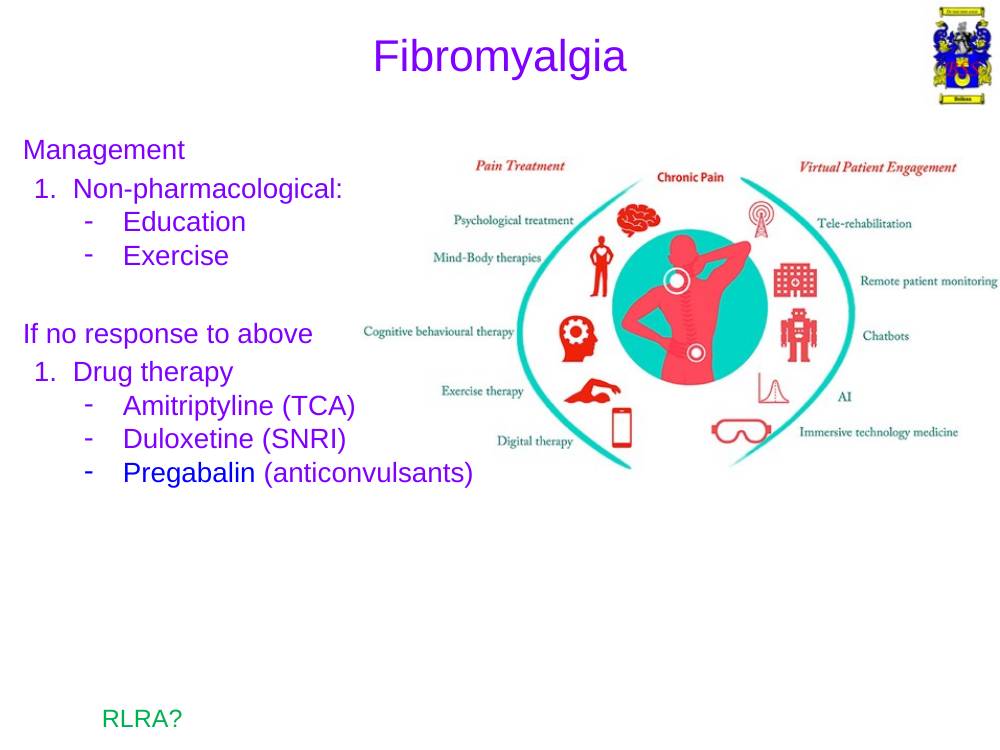 Fibromyalgia
Management
1. Non-pharmacological:
- Education
- Exercise
If no response to above
1. Drug therapy
- Amitriptyline (TCA)
- Duloxetine (SNRI)
- Pregabalin (anticonvulsants)
Pain Treatment
Chronic Pain
Virtual Patient Engagement
Psychological treatment
Mind-Body therapies
Cognitive behavioural therapy
Exercise therapy
Digital therapy
Tele-rehabilitation
Remote patient monitoring
Chatbots
AI
Immersive technology medicine
RLRA?